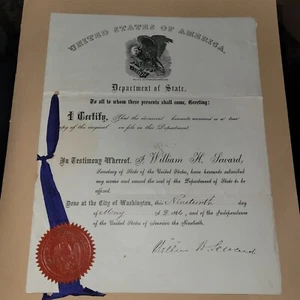 UNITED STATES OF AMERICA.
Department of State.
To all to whom these presents shall come, Greeting:
I Certify, That the document hereunto annexed is a true
copy of the original on file in this Department.
In Testimony Whereof, I William H. Seward,
Secretary of State of the United States, have hereunto subscribed
my name and caused the seal of the Department of State to be
affixed.
Done at the City of Washington, this Nineteenth day
of May A.D. and of the Independence
of the United States of America the
William H. Seward